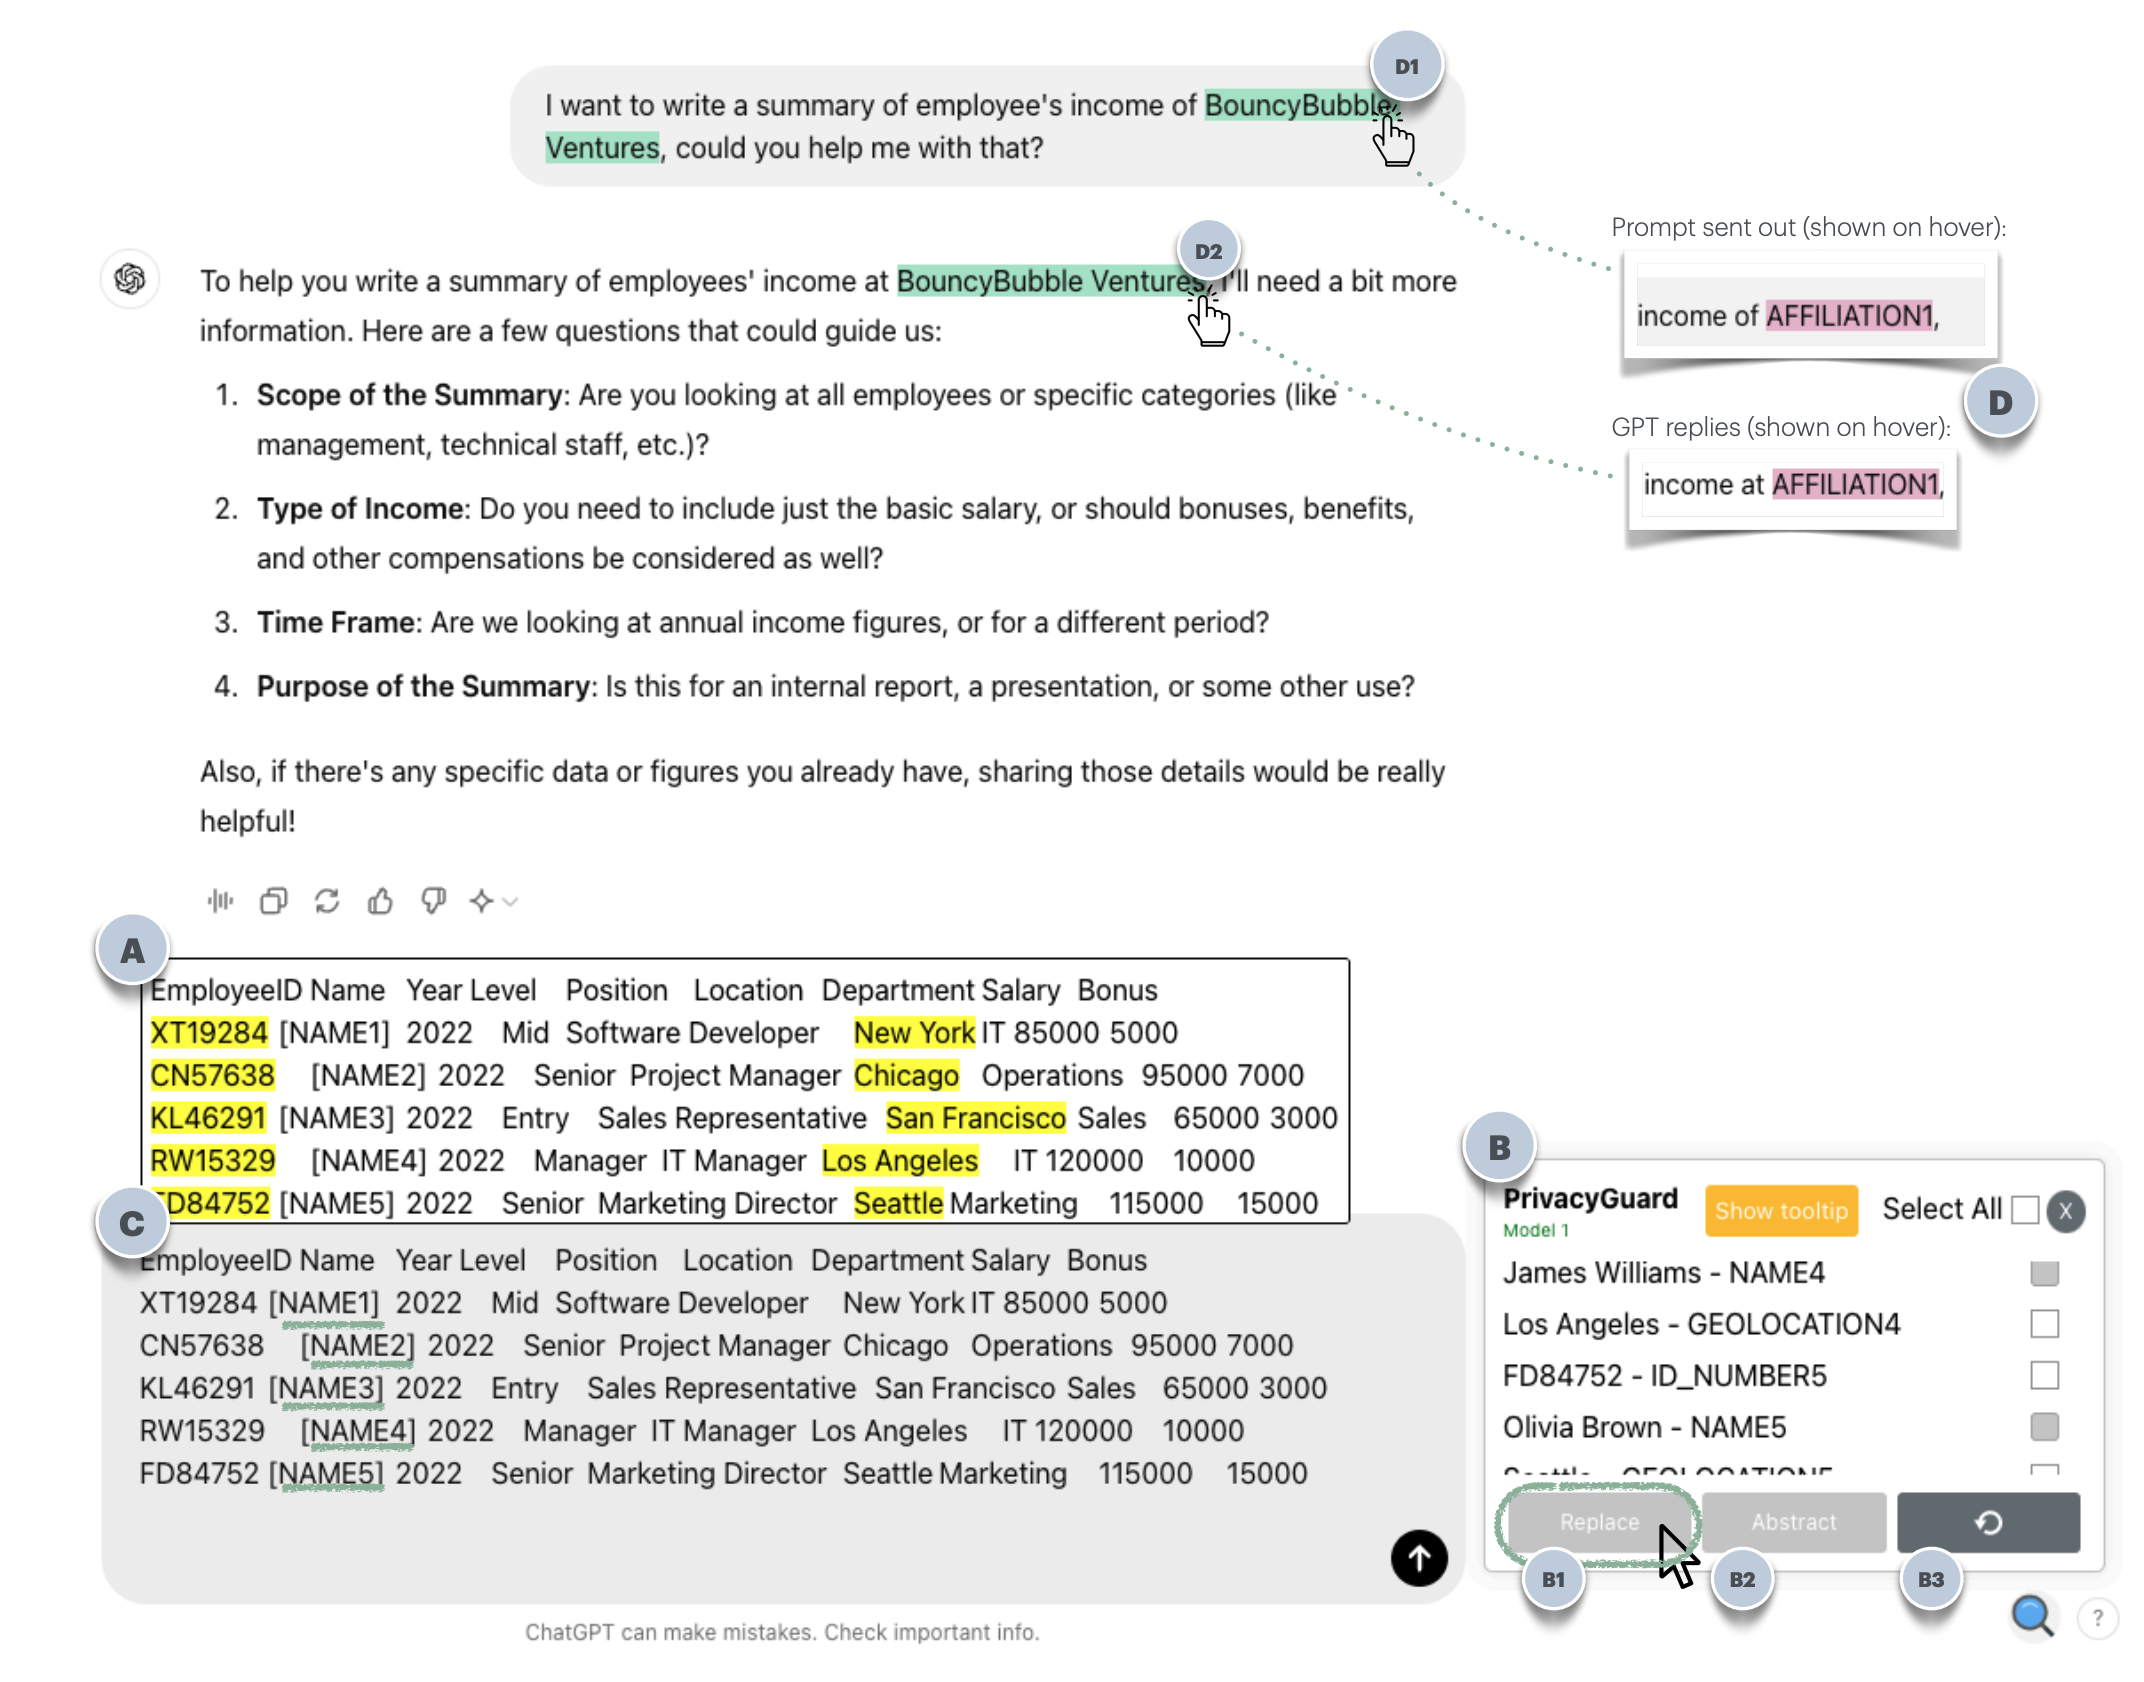 D1
I want to write a summary of employee's income of BouncyBubble
Ventures, could you help me with that?
D2
To help you write a summary of employees' income at BouncyBubble Ventures, I'll need a bit more
information. Here are a few questions that could guide us:
1. Scope of the Summary: Are you looking at all employees or specific categories (like
management, technical staff, etc.)?
2. Type of Income: Do you need to include just the basic salary, or should bonuses, benefits,
and other compensations be considered as well?
3. Time Frame: Are we looking at annual income figures, or for a different period?
4. Purpose of the Summary: Is this for an internal report, a presentation, or some other use?
Also, if there's any specific data or figures you already have, sharing those details would be really
helpful!
Prompt sent out (shown on hover):
income of AFFILIATION1,
D
GPT replies (shown on hover):
income at AFFILIATION1,
A
EmployeeID Name Year Level Position Location Department Salary Bonus
XT19284 [NAME1] 2022 Mid Software Developer New York IT 85000 5000
CN57638 [NAME2] 2022 Senior Project Manager Chicago Operations 95000 7000
KL46291 [NAME3] 2022 Entry Sales Representative San Francisco Sales 65000 3000
RW15329 [NAME4] 2022 Manager IT Manager Los Angeles IT 120000 10000
FD84752 [NAME5] 2022 Senior Marketing Director Seattle Marketing 115000 15000
C
EmployeeID Name Year Level Position Location Department Salary Bonus
XT19284 [NAME1] 2022 Mid Software Developer New York IT 85000 5000
CN57638 [NAME2] 2022 Senior Project Manager Chicago Operations 95000 7000
KL46291 [NAME3] 2022 Entry Sales Representative San Francisco Sales 65000 3000
RW15329 [NAME4] 2022 Manager IT Manager Los Angeles IT 120000 10000
FD84752 [NAME5] 2022 Senior Marketing Director Seattle Marketing 115000 15000
ChatGPT can make mistakes. Check important info.
B
PrivacyGuard
Model 1
Show tooltip
Select All
X
James Williams - NAME4
Los Angeles - GEOLOCATION4
FD84752 - ID_NUMBER5
Olivia Brown - NAME5
Seattle - GEOLOCATION5
Replace
Abstract
B1
B2
B3
?